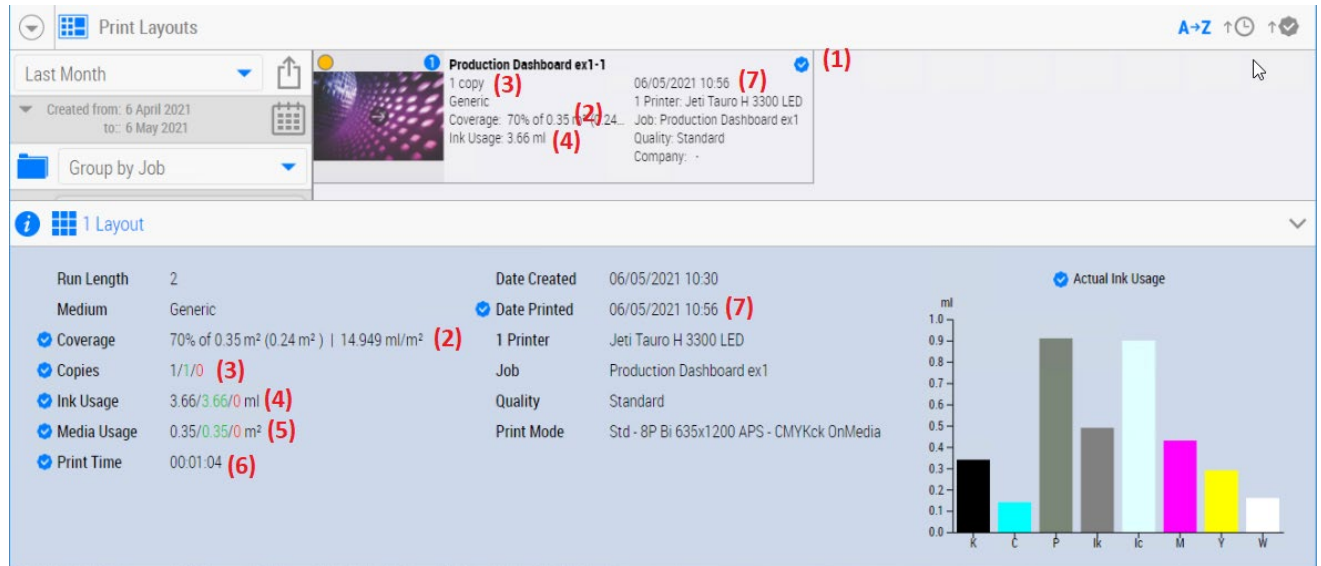 Print Layouts
A→Z
Last Month
Created from: 6 April 2021
to:: 6 May 2021
Group by Job
1
Production Dashboard ex1-1
(1)
1 copy (3)
06/05/2021 10:56 (7)
Generic
1 Printer: Jeti Tauro H 3300 LED
Coverage: 70% of 0.35 m² (0.24... (2)
Job: Production Dashboard ex1
Ink Usage: 3.66 ml (4)
Quality: Standard
Company: -
1 Layout
Run Length 2
Medium Generic
Coverage 70% of 0.35 m² (0.24 m² ) | 14.949 ml/m² (2)
Copies 1/1/0 (3)
Ink Usage 3.66/3.66/0 ml (4)
Media Usage 0.35/0.35/0 m² (5)
Print Time 00:01:04 (6)
Date Created 06/05/2021 10:30
Date Printed 06/05/2021 10:56 (7)
1 Printer Jeti Tauro H 3300 LED
Job Production Dashboard ex1
Quality Standard
Print Mode Std - 8P Bi 635x1200 APS - CMYKck OnMedia
Actual Ink Usage
ml
1.0
0.9
0.8
0.7
0.6
0.5
0.4
0.3
0.2
0.1
0.0
K C P lk lc M Y W